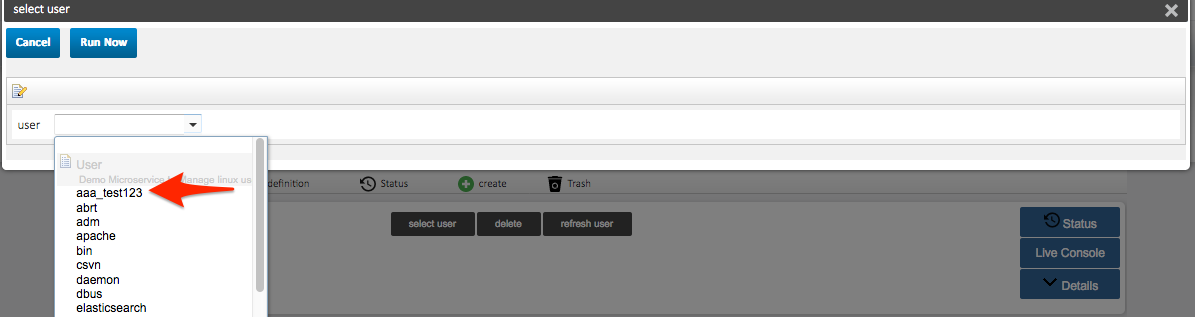 select user
Cancel Run Now
user
User
Demo Microservice Manage linux us
aaa_test123
abrt
adm
apache
bin
csvn
daemon
dbus
elasticsearch
definition Status create Trash
select user delete refresh user
Status
Live Console
Details